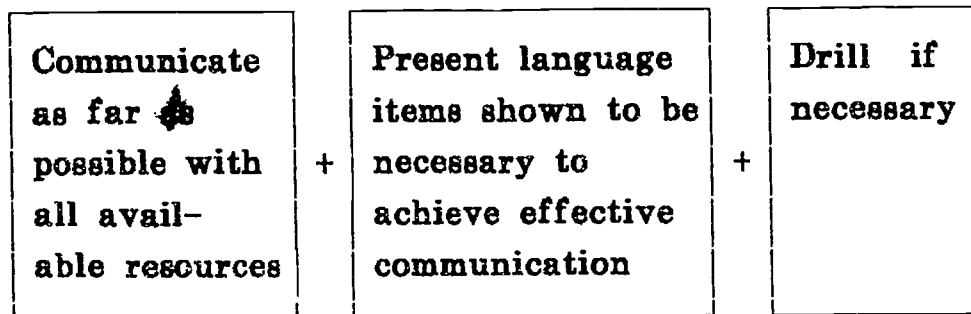 Communicate
as far as
possible with
all avail-
able resources
+
Present language
items shown to be
necessary to
achieve effective
communication
+
Drill if
necessary